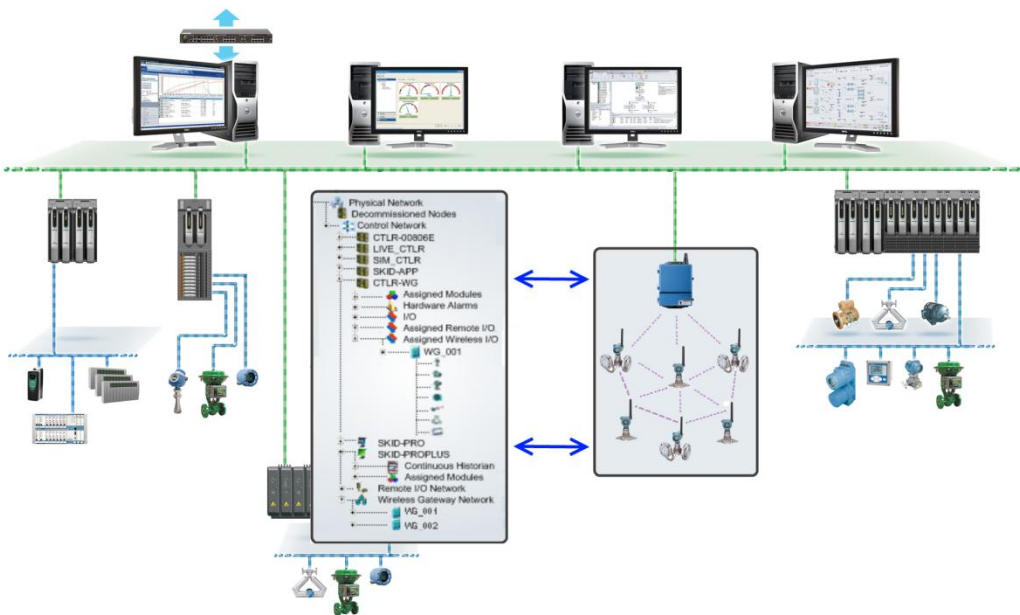 Physical Network
Decommissioned Nodes
Control Network
CTLR-00806E
LIVE_CTLR
SIM_CTLR
SKID-APP
CTLR-WG
Assigned Modules
Hardware Alarms
I/O
Assigned Remote I/O
Assigned Wireless I/O
WG_001
SKID-PRO
SKID-PROPLUS
Continuous Historian
Assigned Modules
Remote I/O Network
Wireless Gateway Network
WG_001
WG_002